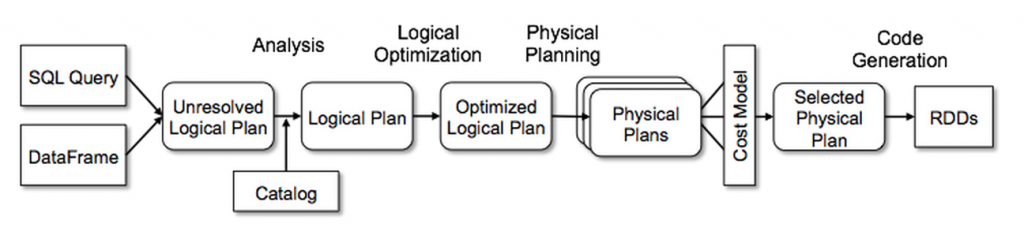 Analysis
Logical
Optimization
Physical
Planning
Code
Generation
SQL Query
DataFrame
Unresolved
Logical Plan
Catalog
Logical Plan
Optimized
Logical Plan
Physical
Plans
Cost Model
Selected
Physical
Plan
RDDs